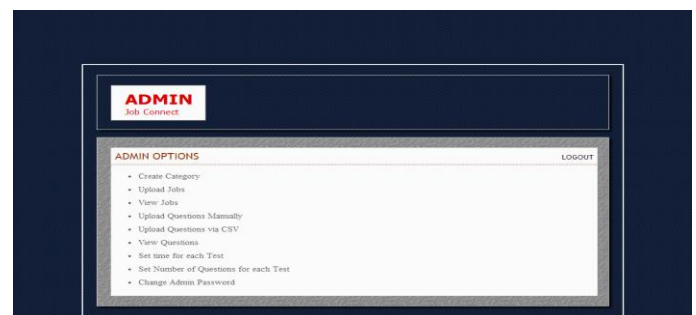 ADMIN
Job Connect
ADMIN OPTIONS LOGOUT
Create Category
Upload Jobs
View Jobs
Upload Questions Manually
Upload Questions via CSV
View Questions
Set time for each Test
Set Number of Questions for each Test
Change Admin Password